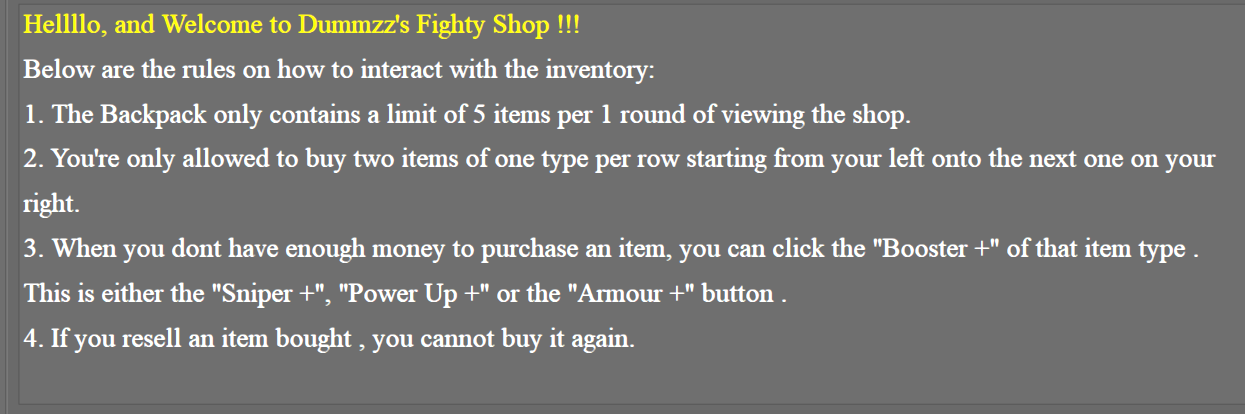 Hellllo, and Welcome to Dummzz's Fighty Shop !!!
Below are the rules on how to interact with the inventory:
1. The Backpack only contains a limit of 5 items per 1 round of viewing the shop.
2. You're only allowed to buy two items of one type per row starting from your left onto the next one on your
right.
3. When you dont have enough money to purchase an item, you can click the "Booster +" of that item type .
This is either the "Sniper +", "Power Up +" or the "Armour +" button .
4. If you resell an item bought , you cannot buy it again.